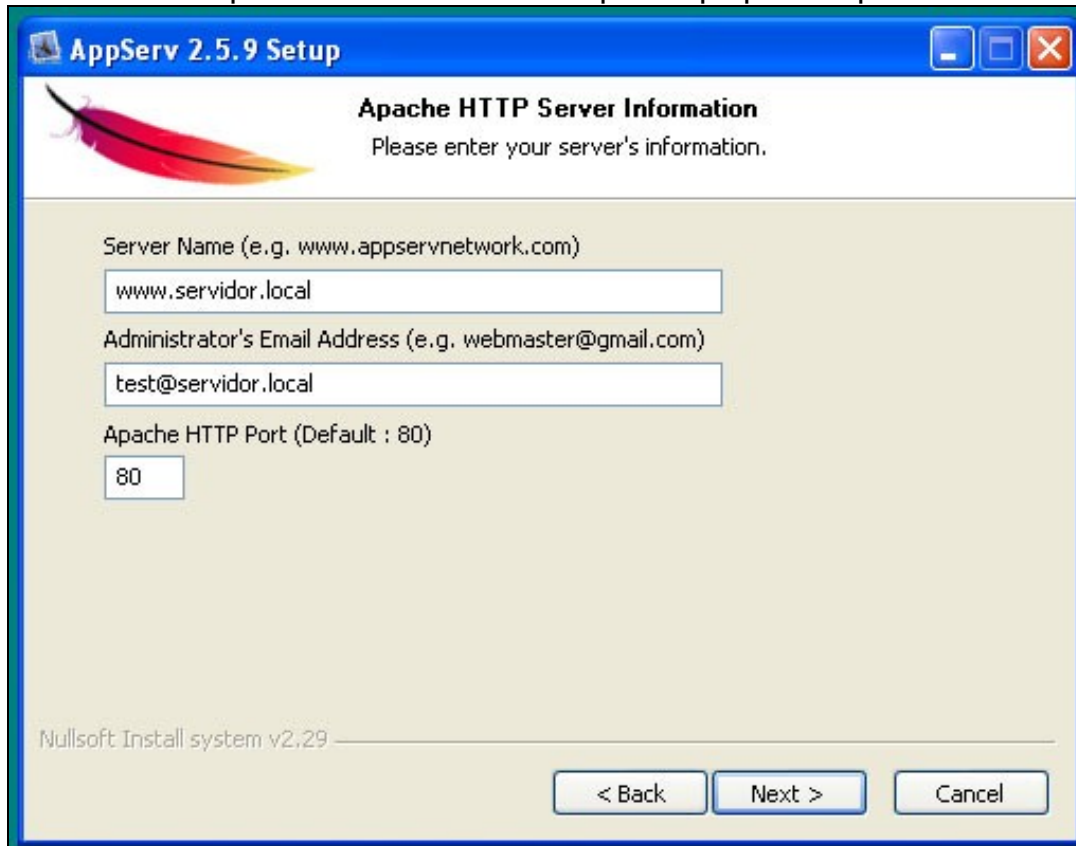 AppServ 2.5.9 Setup
Apache HTTP Server Information
Please enter your server's information.
Server Name (e.g. www.appservnetwork.com)
www.servidor.local
Administrator's Email Address (e.g. webmaster@gmail.com)
test@servidor.local
Apache HTTP Port (Default : 80)
80
Nullsoft Install system v2.29
< Back
Next >
Cancel